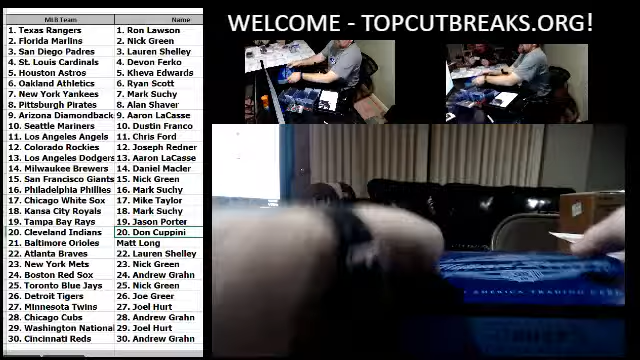 WELCOME - TOPCUTBREAKS.ORG!
MLB Team Name
1. Texas Rangers 1. Ron Lawson
2. Florida Marlins 2. Nick Green
3. San Diego Padres 3. Lauren Shelley
4. St. Louis Cardinals 4. Devon Ferko
5. Houston Astros 5. Kheva Edwards
6. Oakland Athletics 6. Ryan Scott
7. New York Yankees 7. Mark Suchy
8. Pittsburgh Pirates 8. Alan Shaver
9. Arizona Diamondback 9. Aaron LaCasse
10. Seattle Mariners 10. Dustin Franco
11. Los Angeles Angels 11. Chris Ford
12. Colorado Rockies 12. Joseph Redner
13. Los Angeles Dodgers 13. Aaron LaCasse
14. Milwaukee Brewers 14. Daniel Macler
15. San Francisco Giants 15. Nick Green
16. Philadelphia Phillies 16. Mark Suchy
17. Chicago White Sox 17. Mike Taylor
18. Kansa City Royals 18. Mark Suchy
19. Tampa Bay Rays 19. Jason Porter
20. Cleveland Indians 20. Don Cuppini
21. Baltimore Orioles Matt Long
22. Atlanta Braves 22. Lauren Shelley
23. New York Mets 23. Nick Green
24. Boston Red Sox 24. Andrew Grahn
25. Toronto Blue Jays 25. Nick Green
26. Detroit Tigers 26. Joe Greer
27. Minnesota Twins 27. Joel Hurt
28. Chicago Cubs 28. Andrew Grahn
29. Washington National 29. Joel Hurt
30. Cincinnati Reds 30. Andrew Grahn
AMERICA TRADING